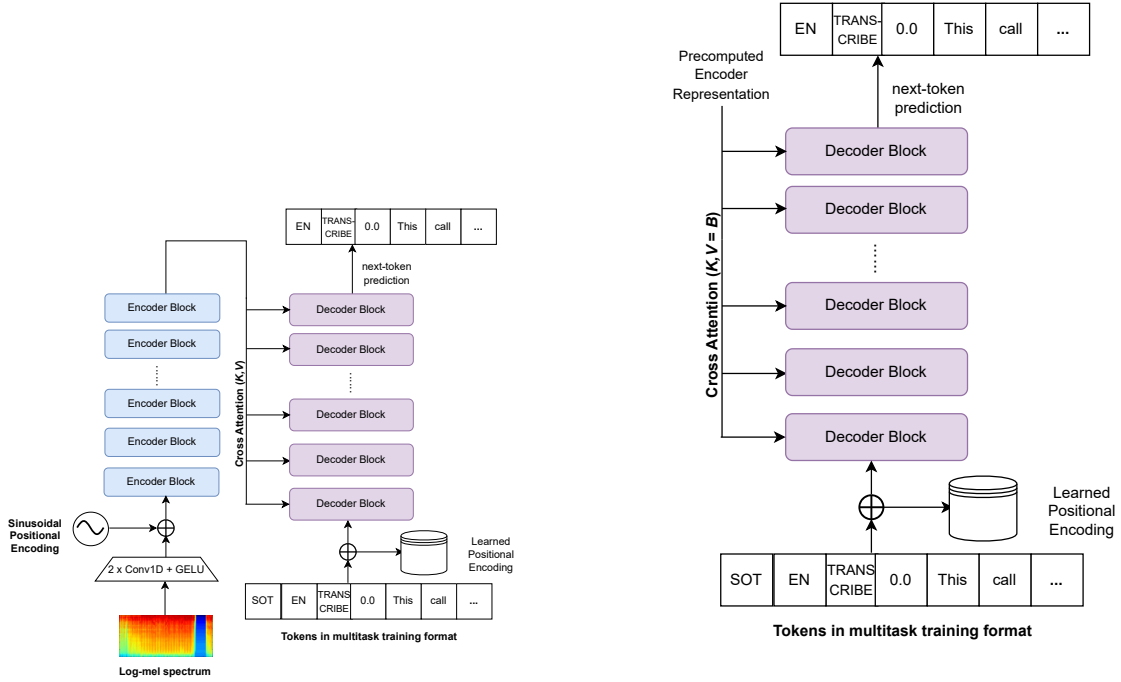 EN TRANS- CRIBE 0.0 This call ...
next-token
prediction
Encoder Block
Encoder Block
Encoder Block
Encoder Block
Encoder Block
Cross Attention (K,V)
Decoder Block
Decoder Block
Decoder Block
Decoder Block
Decoder Block
Sinusoidal
Positional
Encoding
2 x Conv1D + GELU
Learned
Positional
Encoding
SOT EN TRANS CRIBE 0.0 This call ...
Tokens in multitask training format
Log-mel spectrum
EN TRANS- CRIBE 0.0 This call ...
Precomputed
Encoder
Representation
next-token
prediction
Cross Attention (K,V = B)
Decoder Block
Decoder Block
Decoder Block
Decoder Block
Decoder Block
Learned
Positional
Encoding
SOT EN TRANS CRIBE 0.0 This call ...
Tokens in multitask training format